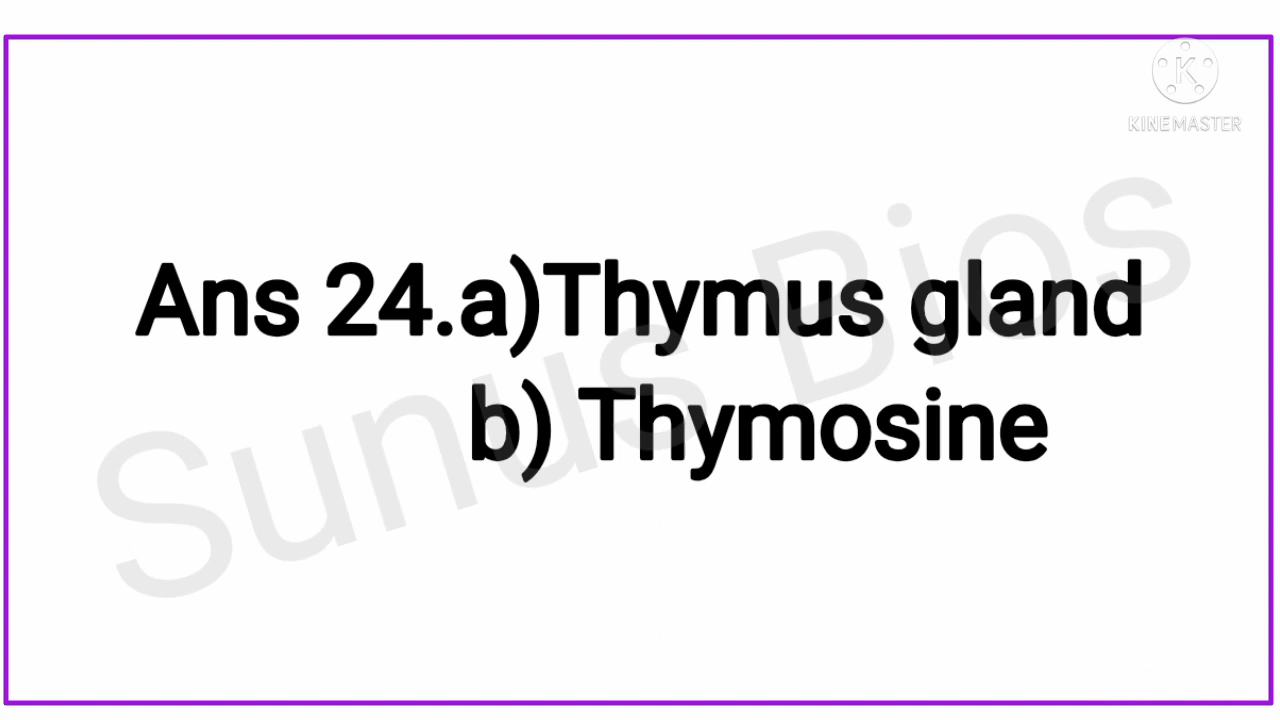 K
KINEMASTER
Ans 24.a)Thymus gland
b) Thymosine
Sunus Bios